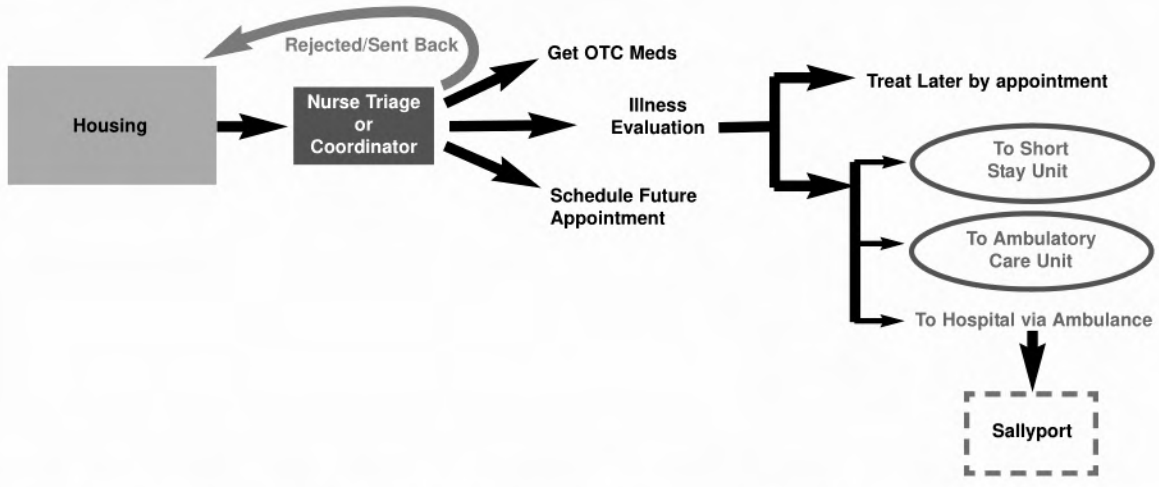 Rejected/Sent Back
Housing
Nurse Triage
or
Coordinator
Get OTC Meds
Illness
Evaluation
Schedule Future
Appointment
Treat Later by appointment
To Short
Stay Unit
To Ambulatory
Care Unit
To Hospital via Ambulance
Sallyport